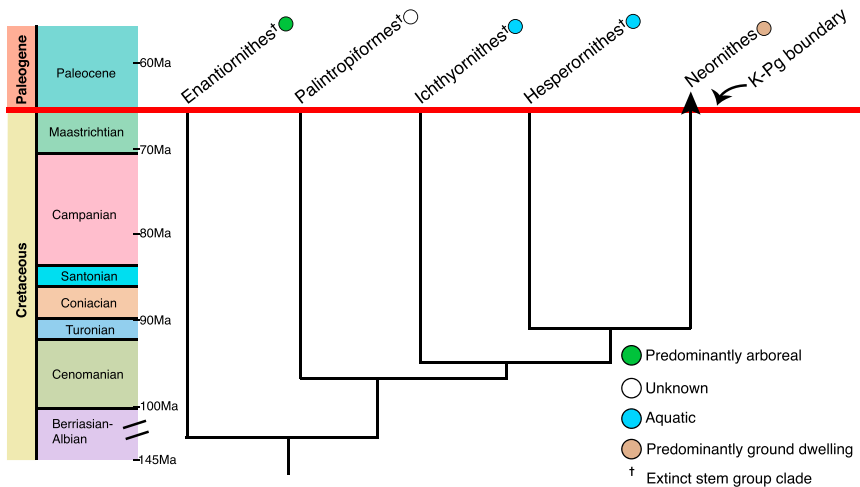 Paleogene
Cretaceous
Paleocene
Maastrichtian
Campanian
Santonian
Coniacian
Turonian
Cenomanian
Berriasian-
Albian
60Ma
70Ma
80Ma
90Ma
100Ma
145Ma
Enantiornithes†
Palintropiformes†
Ichthyornithes†
Hesperornithes†
Neornithes
K-Pg boundary
Predominantly arboreal
Unknown
Aquatic
Predominantly ground dwelling
† Extinct stem group clade